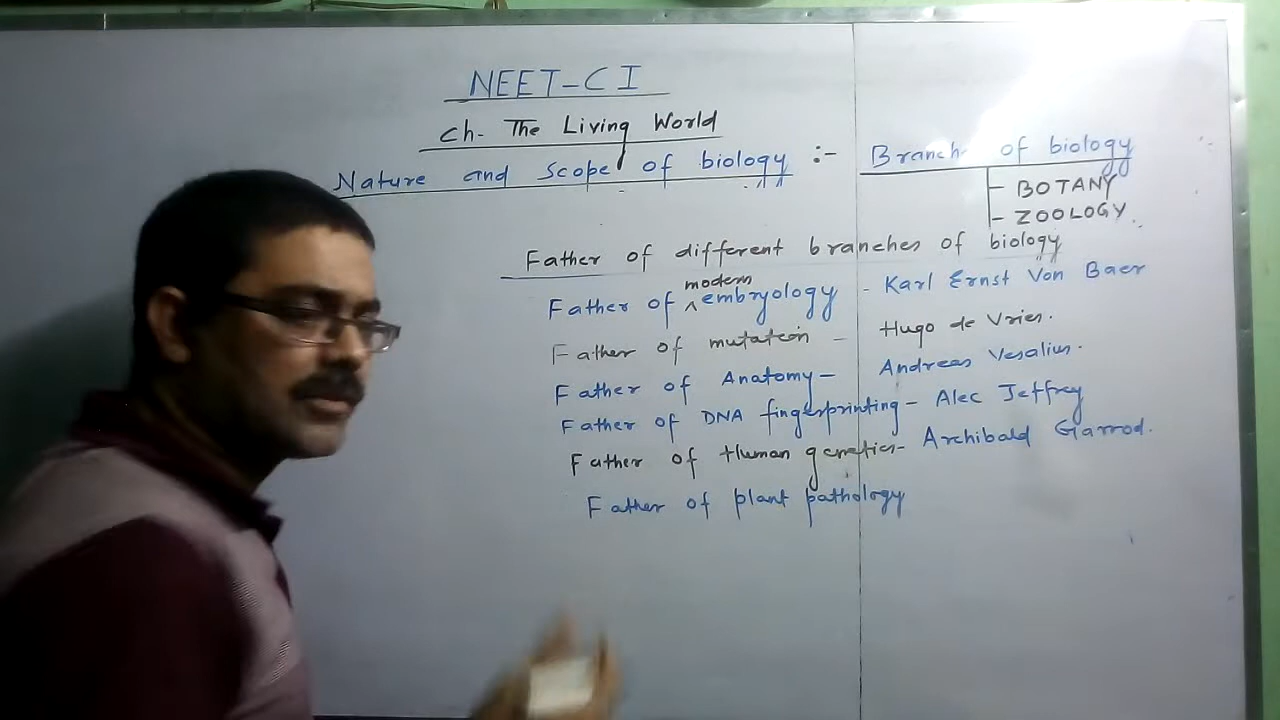 NEET-CI
Ch- The Living World
Nature and Scope of biology :- Branch of biology
- BOTANY
- ZOOLOGY
Father of different branches of biology
modern
Father of ^ embryology - Karl Ernst Von Baer
Father of mutation - Hugo de Vries.
Father of Anatomy - Andreas Vesalius.
Father of DNA fingerprinting - Alec Jeffrey
Father of Human genetics - Archibald Garrod.
Father of plant pathology